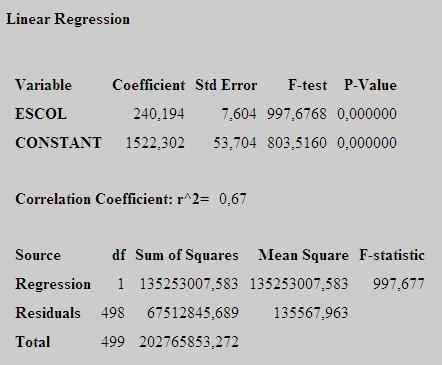 Linear Regression
Variable Coefficient Std Error F-test P-Value
ESCOL 240,194 7,604 997,6768 0,000000
CONSTANT 1522,302 53,704 803,5160 0,000000
Correlation Coefficient: r^2= 0,67
Source df Sum of Squares Mean Square F-statistic
Regression 1 135253007,583 135253007,583 997,677
Residuals 498 67512845,689 135567,963
Total 499 202765853,272